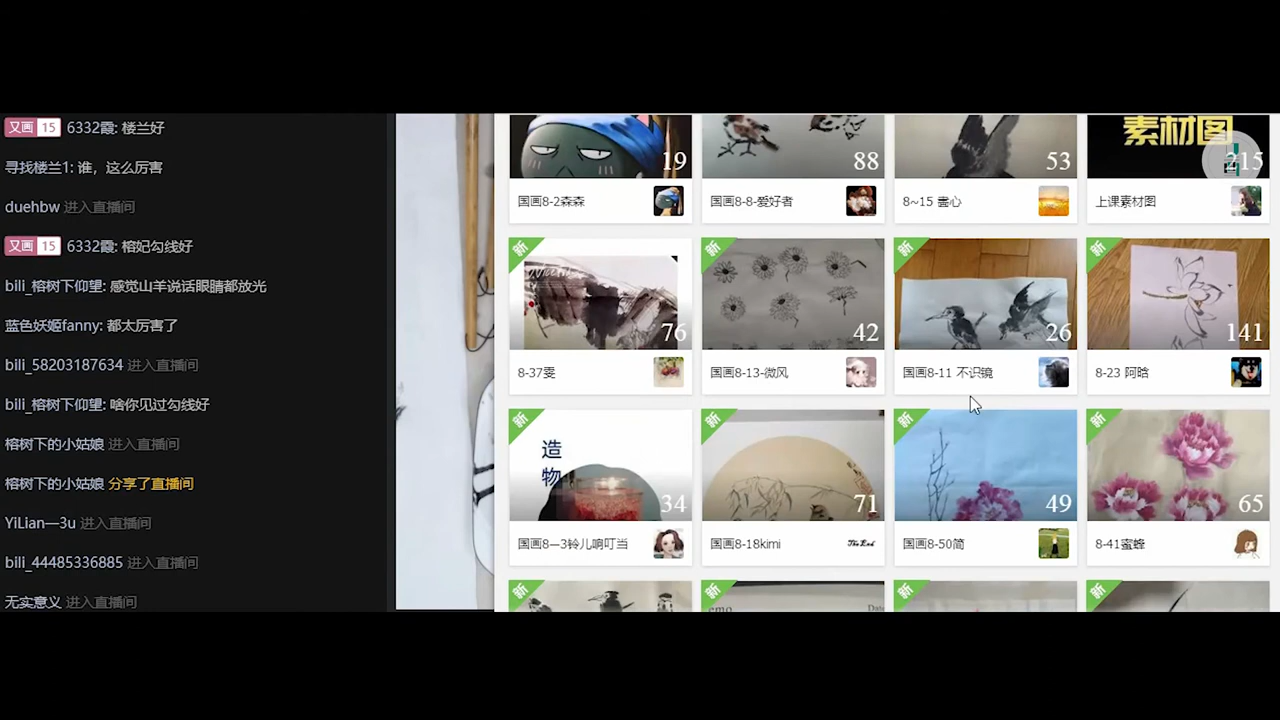 又画 15 6332霞: 楼兰好
寻找楼兰1: 谁，这么厉害
duehbw 进入直播间
又画 15 6332霞: 榕妃勾线好
bili_榕树下仰望: 感觉山羊说话眼睛都放光
蓝色妖姬fanny: 都太厉害了
bili_58203187634 进入直播间
bili_榕树下仰望: 啥你见过勾线好
榕树下的小姑娘 进入直播间
榕树下的小姑娘 分享了直播间
YiLian—3u 进入直播间
bili_44485336885 进入直播间
无实意义 进入直播间
19
88
53
素材图
215
国画8-2森森
国画8-8-爱好者
上课素材图
新
76
新
42
新
26
新
141
8-37雯
国画8-13-微风
国画8-11 不识镜
8-23 阿晗
新
造物
34
新
71
新
49
新
65
国画8—3铃儿响叮当
国画8-18kimi
The End
国画8-50简
8-41蜜蜂
新
新
emo
Dat
新
新